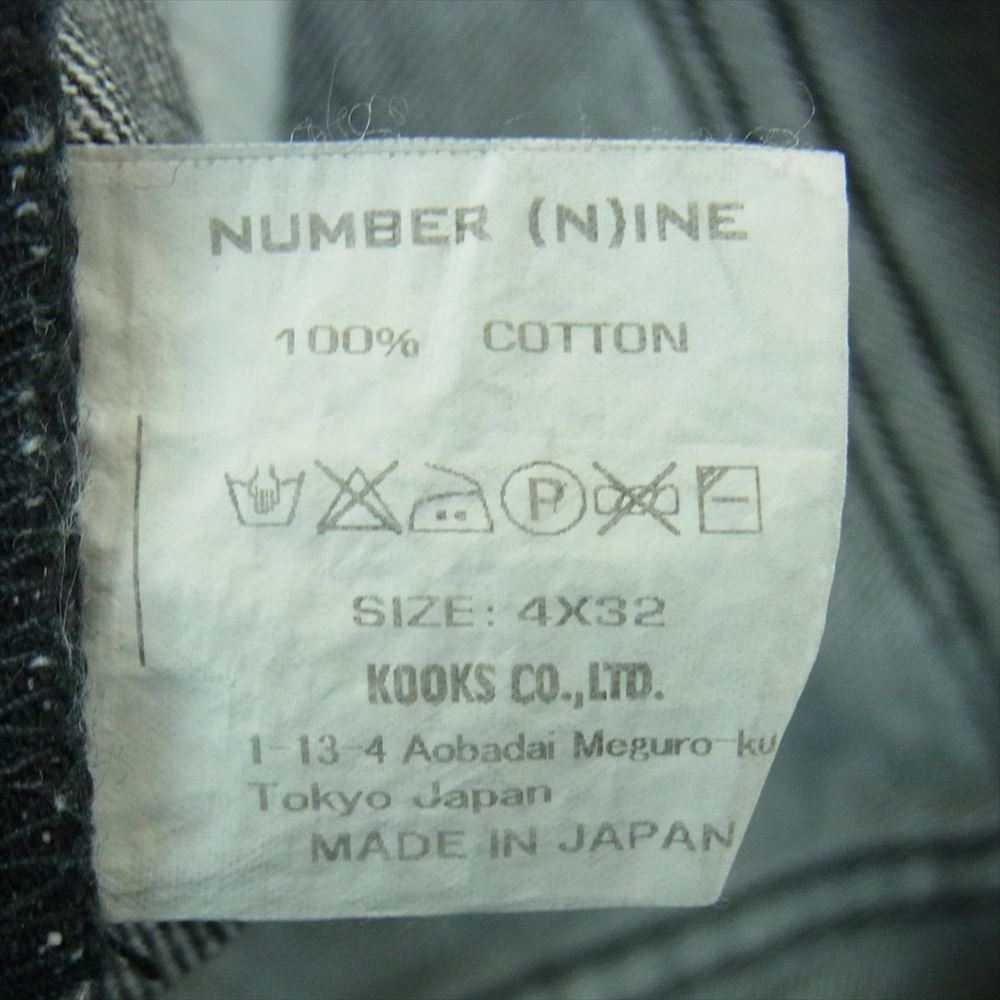 NUMBER (N)INE
100% COTTON
P
SIZE: 4X32
KOOKS CO.,LTD.
1-13-4 Aobadai Meguro-ku
Tokyo Japan
MADE IN JAPAN